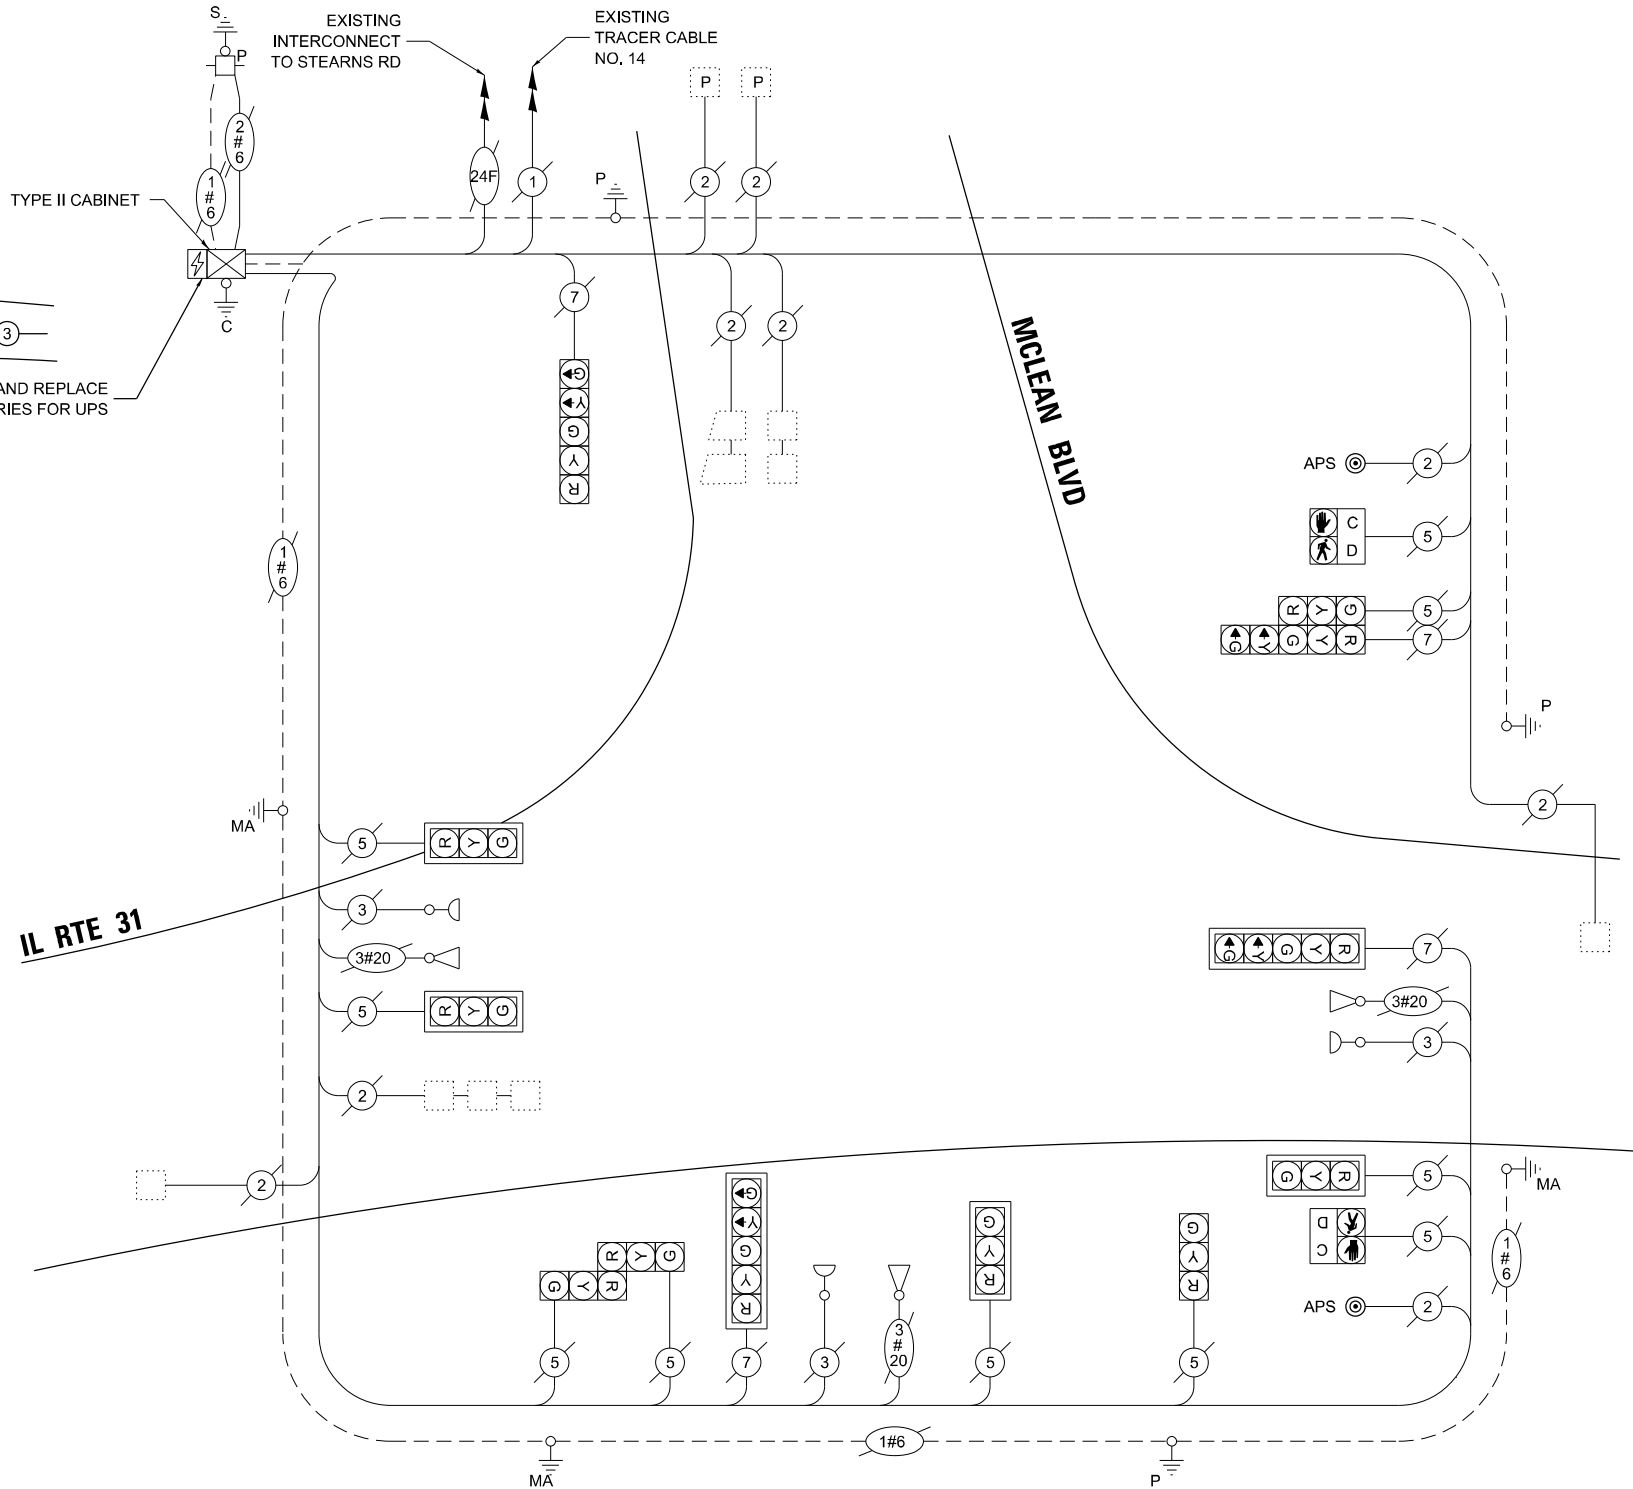 S
P
EXISTING
INTERCONNECT
TO STEARNS RD
EXISTING
TRACER CABLE
NO. 14
P
P
2
#
6
1
#
6
24F
1
2
2
P
TYPE II CABINET
C
3
AND REPLACE
RIES FOR UPS
7
2
2
G
Y
G
Y
R
MCLEAN BLVD
APS
2
C
D
5
R Y G
5
G Y G Y R
7
1
#
6
P
MA
2
5
R Y G
3
IL RTE 31
3#20
5
R Y G
G Y G Y R
7
3#20
3
2
2
G Y R
5
D
C
5
APS
2
MA
1
#
6
R Y G
G Y R
5
5
G
Y
G
Y
R
7
3
3
#
20
G
Y
R
5
G
Y
R
5
MA
1#6
P